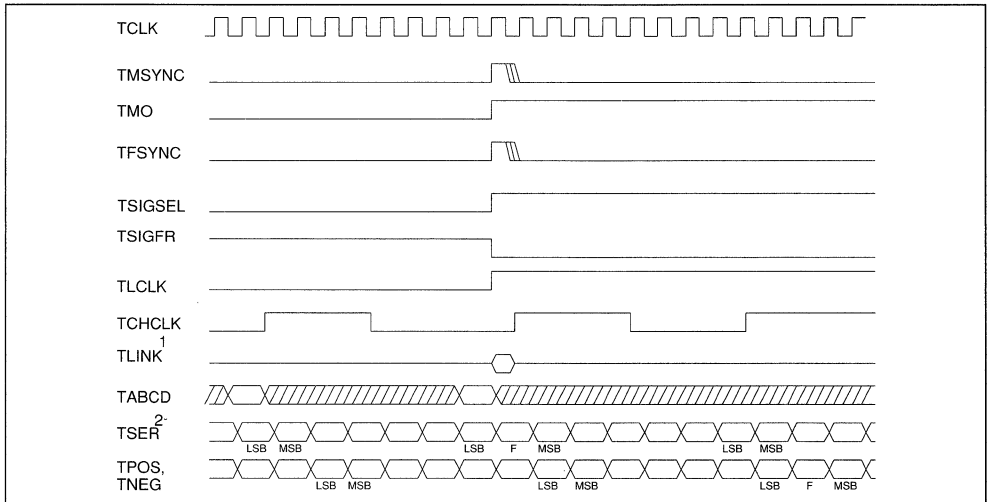 TCLK
TMSYNC
TMO
TFSYNC
TSIGSEL
TSIGFR
TLCLK
TCHCLK
TLINK 1
TABCD
TSER 2-
LSB MSB LSB F MSB LSB MSB
TPOS,
TNEG
LSB MSB LSB MSB LSB F MSB